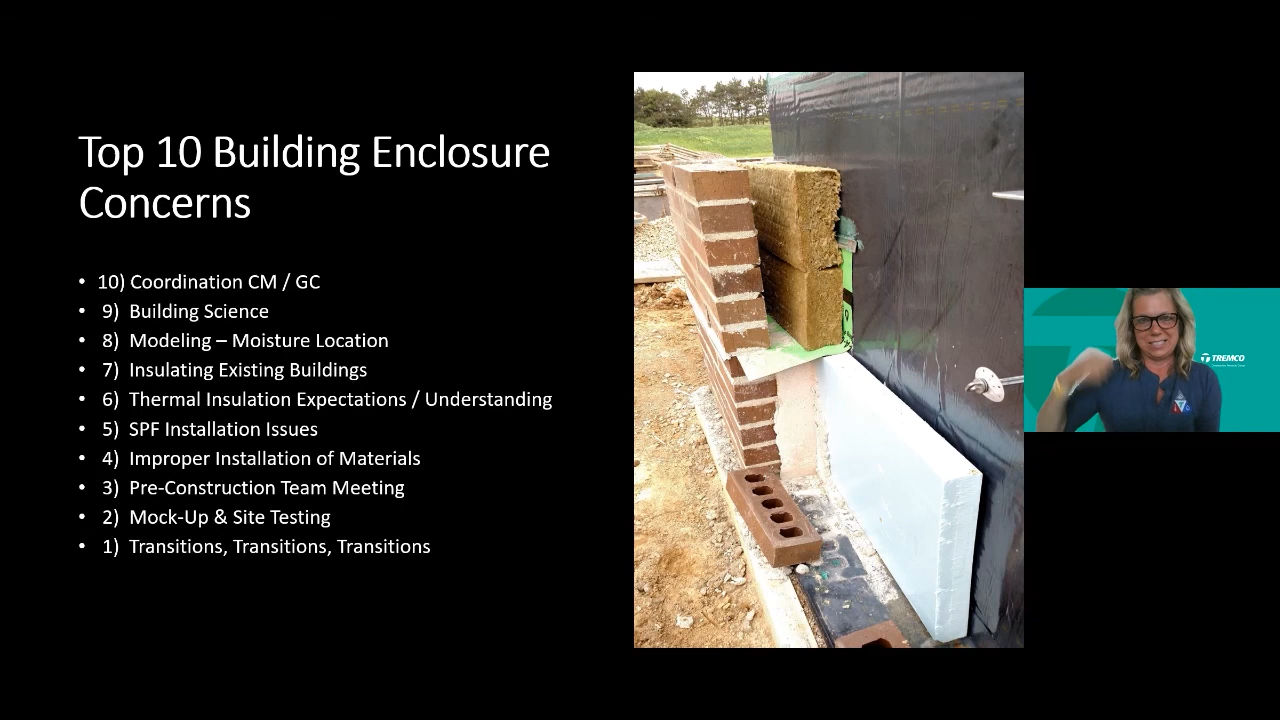 Top 10 Building Enclosure
Concerns
• 10) Coordination CM / GC
• 9) Building Science
• 8) Modeling – Moisture Location
• 7) Insulating Existing Buildings
• 6) Thermal Insulation Expectations / Understanding
• 5) SPF Installation Issues
• 4) Improper Installation of Materials
• 3) Pre-Construction Team Meeting
• 2) Mock-Up & Site Testing
• 1) Transitions, Transitions, Transitions
TREMCO